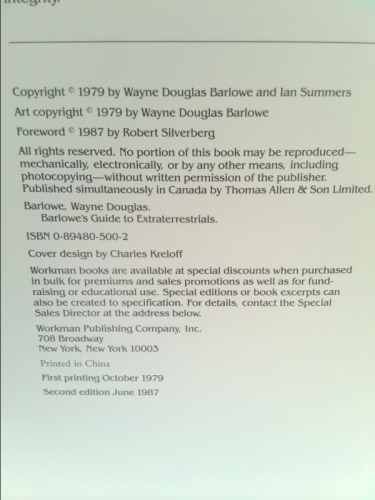 integrity.
Copyright © 1979 by Wayne Douglas Barlowe and Ian Summers
Art copyright © 1979 by Wayne Douglas Barlowe
Foreword © 1987 by Robert Silverberg
All rights reserved. No portion of this book may be reproduced—
mechanically, electronically, or by any other means, including
photocopying—without written permission of the publisher.
Published simultaneously in Canada by Thomas Allen & Son Limited.
Barlowe, Wayne Douglas.
Barlowe's Guide to Extraterrestrials.
ISBN 0-89480-500-2
Cover design by Charles Kreloff
Workman books are available at special discounts when purchased
in bulk for premiums and sales promotions as well as for fund-
raising or educational use. Special editions or book excerpts can
also be created to specification. For details, contact the Special
Sales Director at the address below.
Workman Publishing Company, Inc.
708 Broadway
New York, New York 10003
Printed in China
First printing October 1979
Second edition June 1987